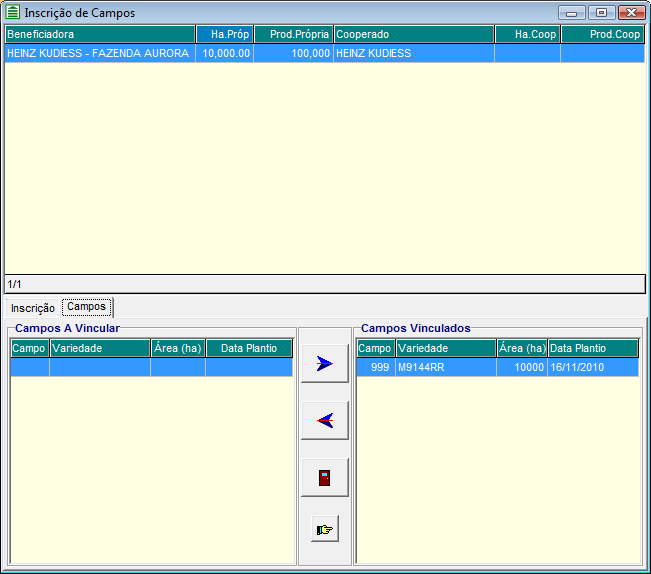 Inscrição de Campos
Beneficiadora Ha.Próp Prod.Própria Cooperado Ha.Coop Prod.Coop
HEINZ KUDIESS - FAZENDA AURORA 10,000.00 100,000 HEINZ KUDIESS
1/1
Inscrição Campos
Campos A Vincular
Campo Variedade Área (ha) Data Plantio
Campos Vinculados
Campo Variedade Área (ha) Data Plantio
999 M9144RR 10000 16/11/2010